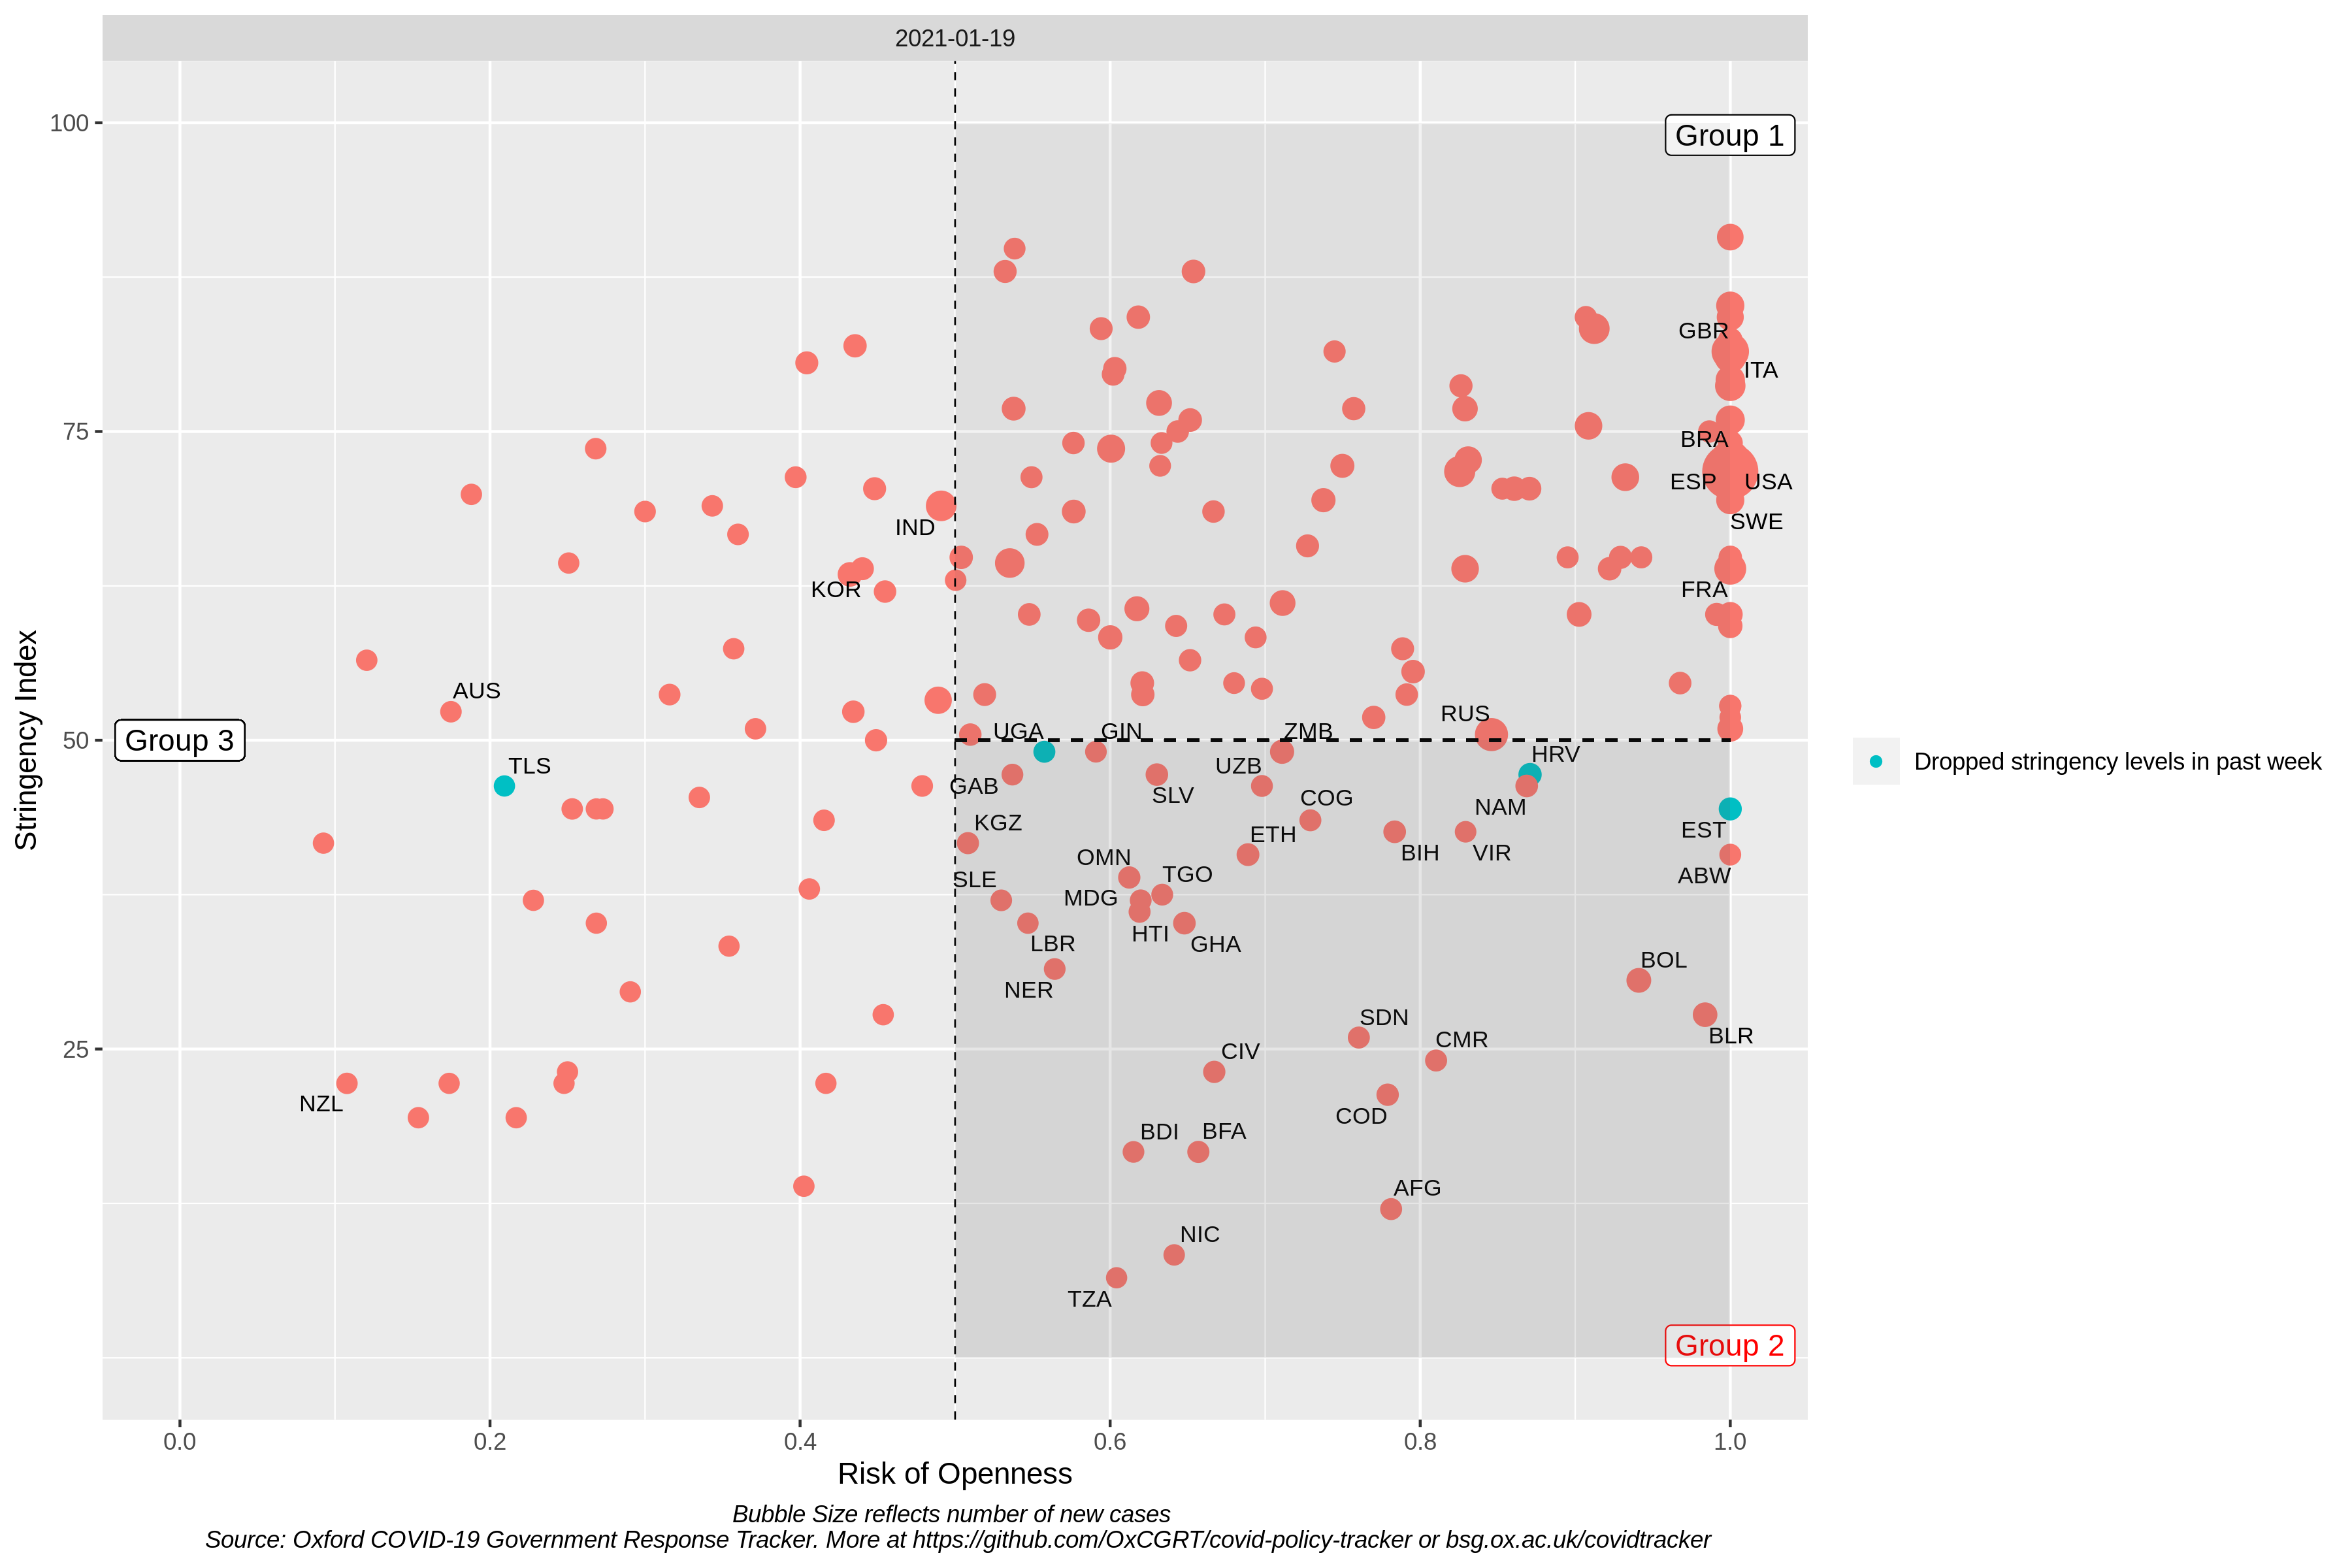 2021-01-19
100
Group 1
GBR
ITA
75
BRA
ESP
USA
IND
SWE
KOR
FRA
AUS
RUS
UGA
GIN
ZMB
50
Group 3
HRV
TLS
UZB
GAB
SLV
COG
NAM
KGZ
ETH
EST
OMN
BIH
VIR
SLE
TGO
ABW
MDG
HTI
LBR
GHA
BOL
NER
SDN
BLR
25
CIV
CMR
NZL
COD
BDI
BFA
AFG
NIC
TZA
Group 2
Stringency Index
0.0
0.2
0.4
0.6
0.8
1.0
Risk of Openness
Dropped stringency levels in past week
Bubble Size reflects number of new cases
Source: Oxford COVID-19 Government Response Tracker. More at https://github.com/OxCGRT/covid-policy-tracker or bsg.ox.ac.uk/covidtracker